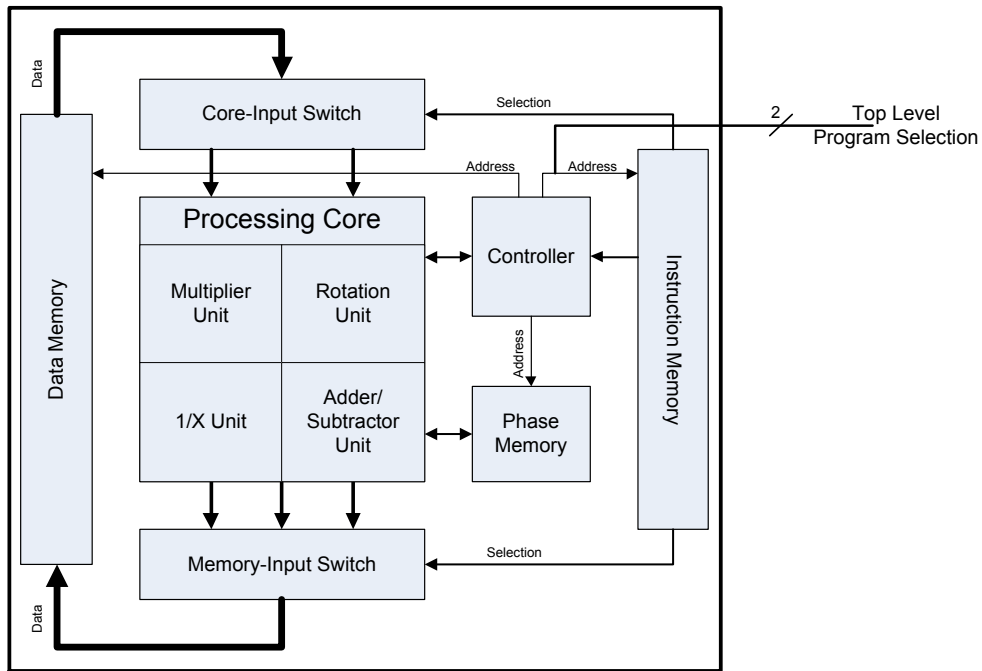 Data
Core-Input Switch
Selection
2
Top Level
Program Selection
Address
Address
Processing Core
Multiplier
Unit
Rotation
Unit
1/X Unit
Adder/
Subtractor
Unit
Controller
Address
Phase
Memory
Data Memory
Instruction Memory
Memory-Input Switch
Selection
Data